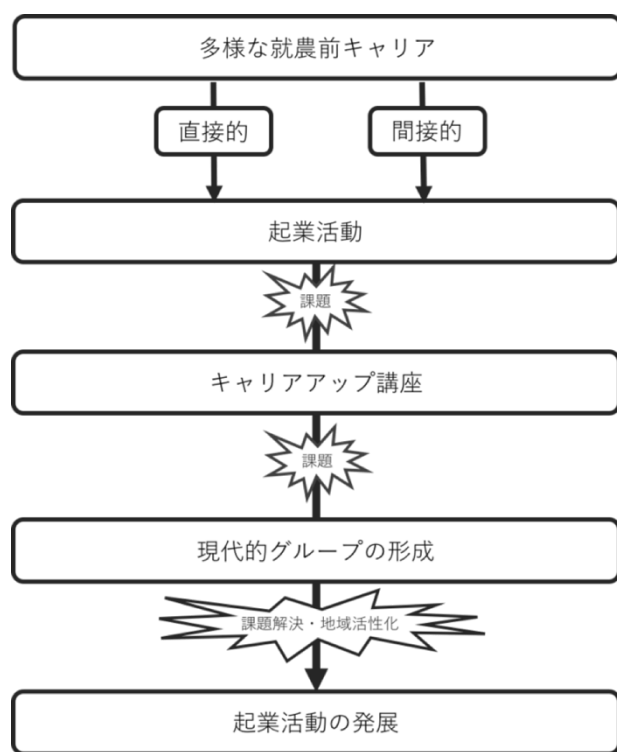 多様な就農前キャリア
直接的
間接的
起業活動
課題
キャリアアップ講座
課題
現代的グループの形成
課題解決・地域活性化
起業活動の発展